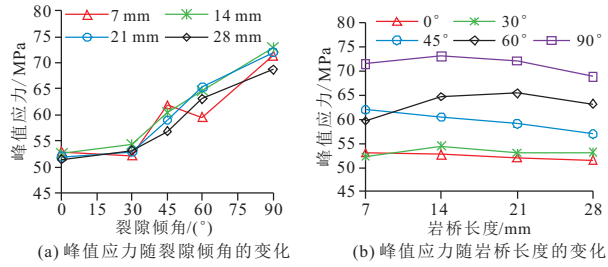 7 mm 14 mm
21 mm 28 mm
峰值应力/MPa
80
75
70
65
60
55
50
45
0 15 30 45 60 75 90
裂隙倾角/(°)
(a) 峰值应力随裂隙倾角的变化
0° 30°
45° 60° 90°
峰值应力/MPa
80
75
70
65
60
55
50
45
7 14 21 28
岩桥长度/mm
(b) 峰值应力随岩桥长度的变化